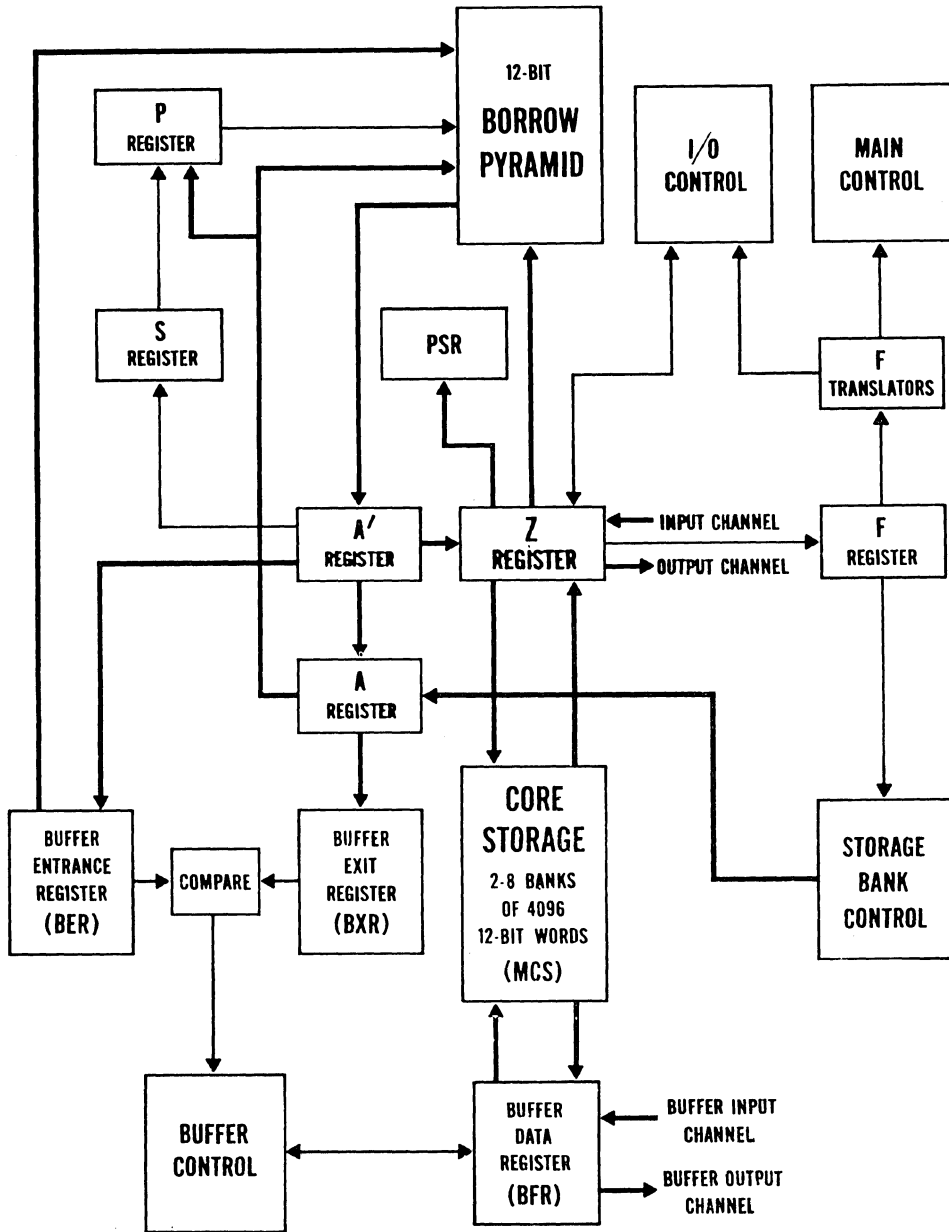 12-BIT
BORROW
PYRAMID
P
REGISTER
I/O
CONTROL
MAIN
CONTROL
S
REGISTER
PSR
F
TRANSLATORS
A′
REGISTER
Z
REGISTER
INPUT CHANNEL
OUTPUT CHANNEL
F
REGISTER
A
REGISTER
BUFFER
ENTRANCE
REGISTER
(BER)
COMPARE
BUFFER
EXIT
REGISTER
(BXR)
CORE
STORAGE
2-8 BANKS
OF 4096
12-BIT WORDS
(MCS)
STORAGE
BANK
CONTROL
BUFFER
CONTROL
BUFFER
DATA
REGISTER
(BFR)
BUFFER INPUT
CHANNEL
BUFFER OUTPUT
CHANNEL